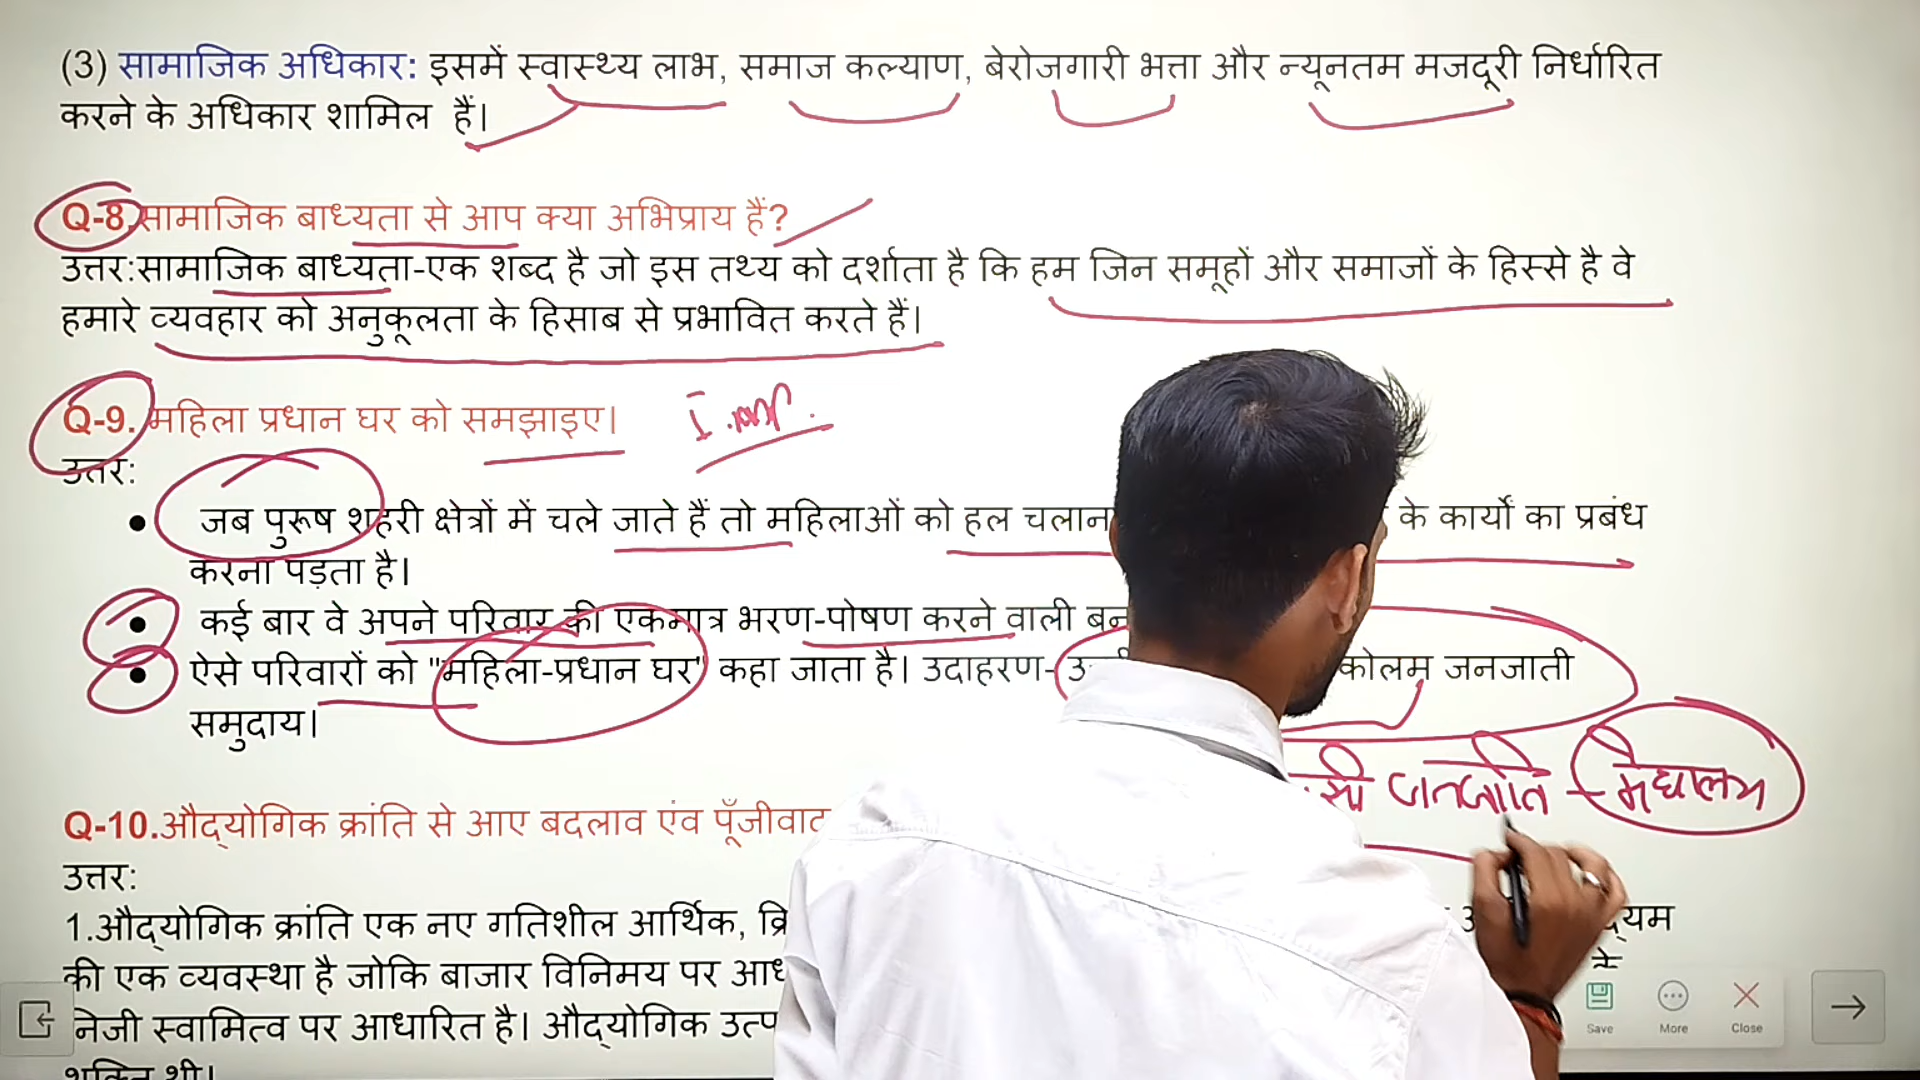 (3) सामाजिक अधिकार: इसमें स्वास्थ्य लाभ, समाज कल्याण, बेरोजगारी भत्ता और न्यूनतम मजदूरी निर्धारित
करने के अधिकार शामिल हैं।
Q-8.सामाजिक बाध्यता से आप क्या अभिप्राय हैं?
उत्तर:सामाजिक बाध्यता-एक शब्द है जो इस तथ्य को दर्शाता है कि हम जिन समूहों और समाजों के हिस्से है वे
हमारे व्यवहार को अनुकूलता के हिसाब से प्रभावित करते हैं।
Q-9. महिला प्रधान घर को समझाइए। I.mp.
उत्तर:
● जब पुरूष शहरी क्षेत्रों में चले जाते हैं तो महिलाओं को हल चलान के कार्यों का प्रबंध
करना पड़ता है।
● कई बार वे अपने परिवार की एकमात्र भरण-पोषण करने वाली
● ऐसे परिवारों को "महिला-प्रधान घर" कहा जाता है। उदाहरण- कोलम जनजाती
समुदाय।
जनजाति - मेघालय
Q-10.औद्योगिक क्रांति से आए बदलाव एंव
उत्तर:
1.औद्योगिक क्रांति एक नए गतिशील आर्थिक,
की एक व्यवस्था है जोकि बाजार विनिमय पर
निजी स्वामित्व पर आधारित है। औद्योगिक
Save More Close